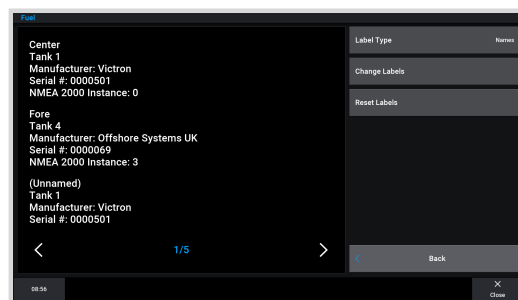 Fuel
Center
Tank 1
Manufacturer: Victron
Serial #: 0000501
NMEA 2000 Instance: 0
Fore
Tank 4
Manufacturer: Offshore Systems UK
Serial #: 0000069
NMEA 2000 Instance: 3
(Unnamed)
Tank 1
Manufacturer: Victron
Serial #: 0000501
1/5
Label Type Names
Change Labels
Reset Labels
Back
08:56
Close